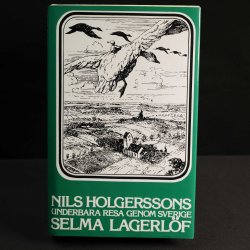 NILS HOLGERSSONS
UNDERBARA RESA GENOM SVERIGE
SELMA LAGERLÖF